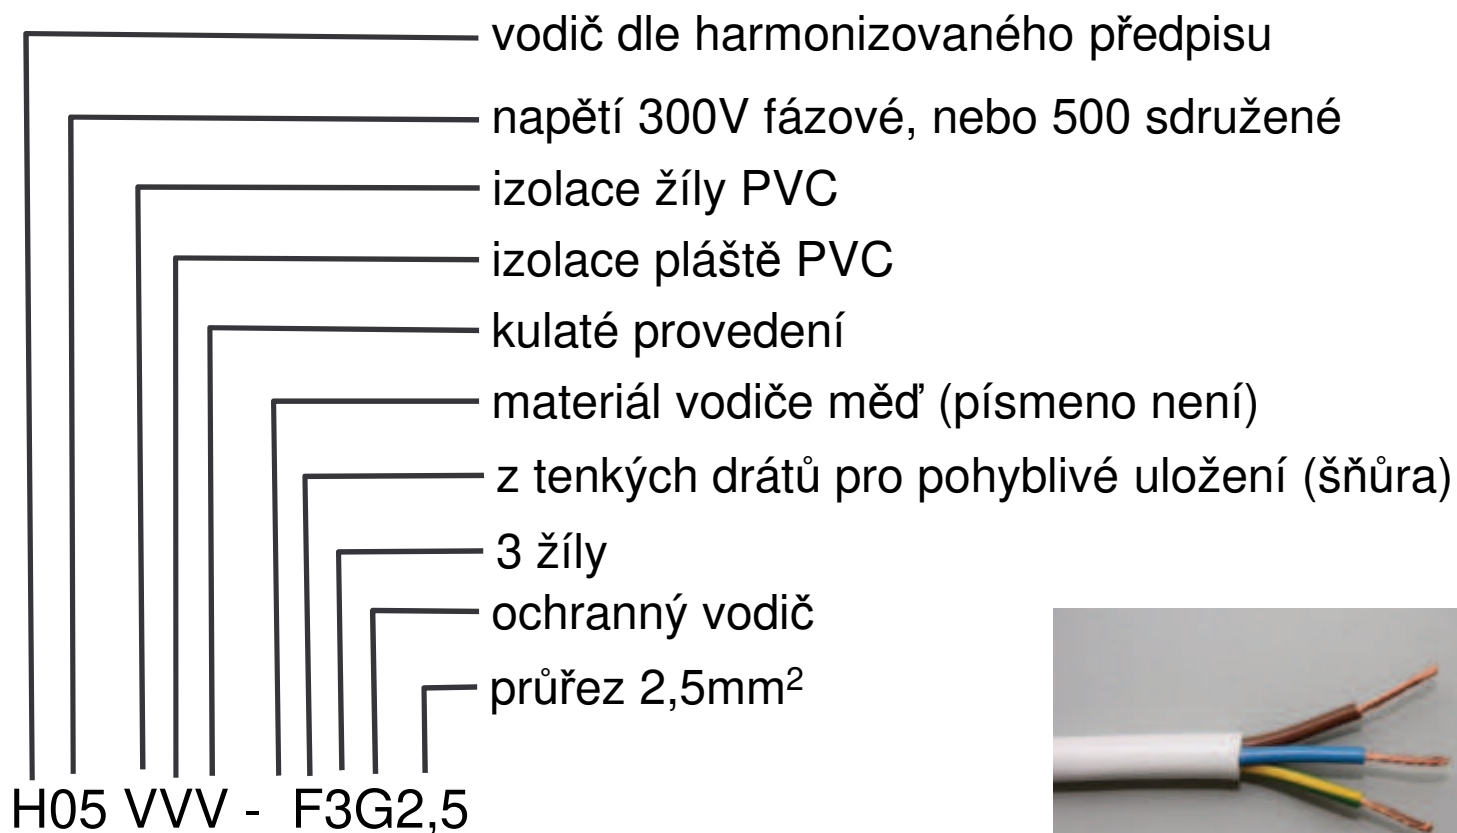 vodič dle harmonizovaného předpisu
napětí 300V fázové, nebo 500 sdružené
izolace žíly PVC
izolace pláště PVC
kulaté provedení
materiál vodiče měď (písmeno není)
z tenkých drátů pro pohyblivé uložení (šňůra)
3 žíly
ochranný vodič
průřez 2,5mm²
H05 VVV - F3G2,5